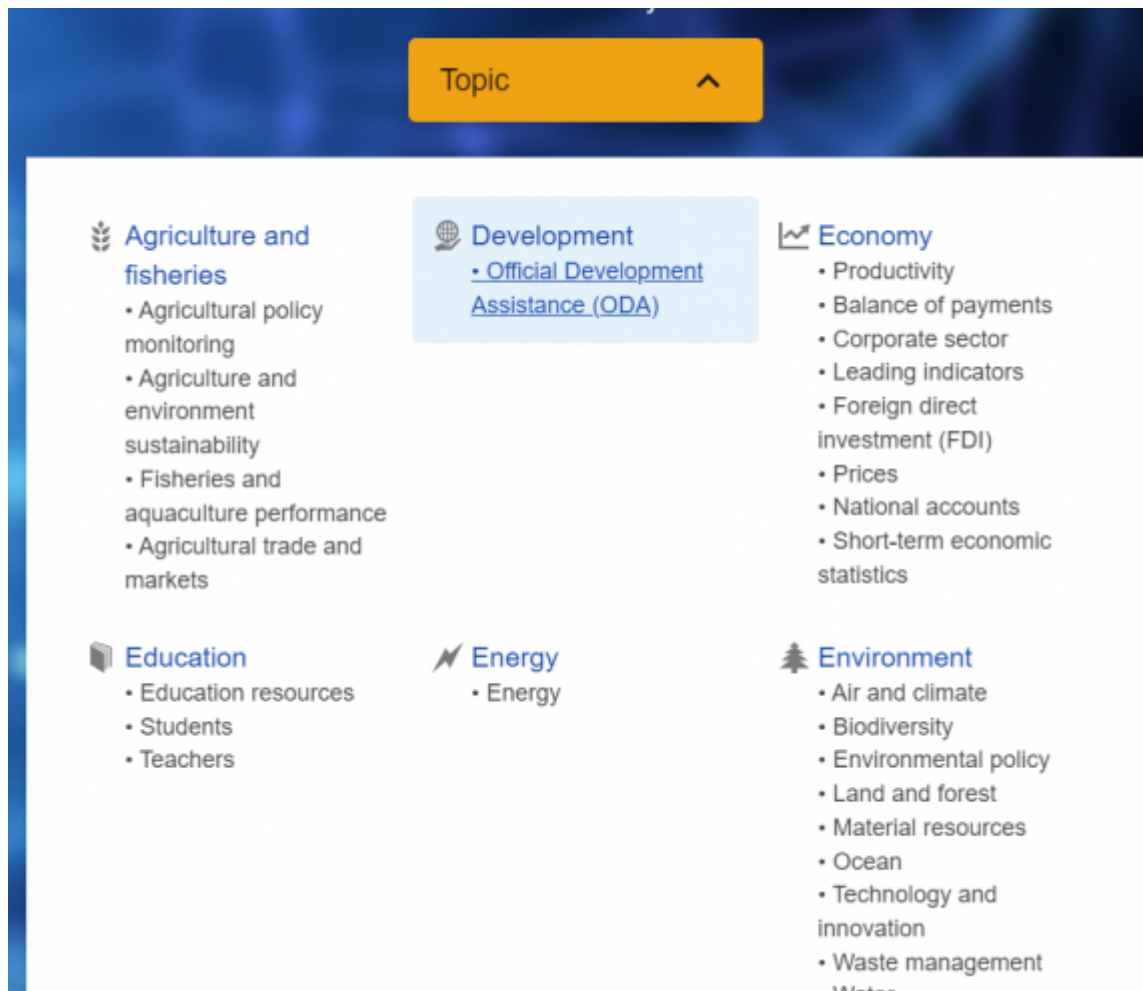 Topic
Agriculture and
fisheries
• Agricultural policy
monitoring
• Agriculture and
environment
sustainability
• Fisheries and
aquaculture performance
• Agricultural trade and
markets
Development
• Official Development
Assistance (ODA)
Economy
• Productivity
• Balance of payments
• Corporate sector
• Leading indicators
• Foreign direct
investment (FDI)
• Prices
• National accounts
• Short-term economic
statistics
Education
• Education resources
• Students
• Teachers
Energy
• Energy
Environment
• Air and climate
• Biodiversity
• Environmental policy
• Land and forest
• Material resources
• Ocean
• Technology and
innovation
• Waste management